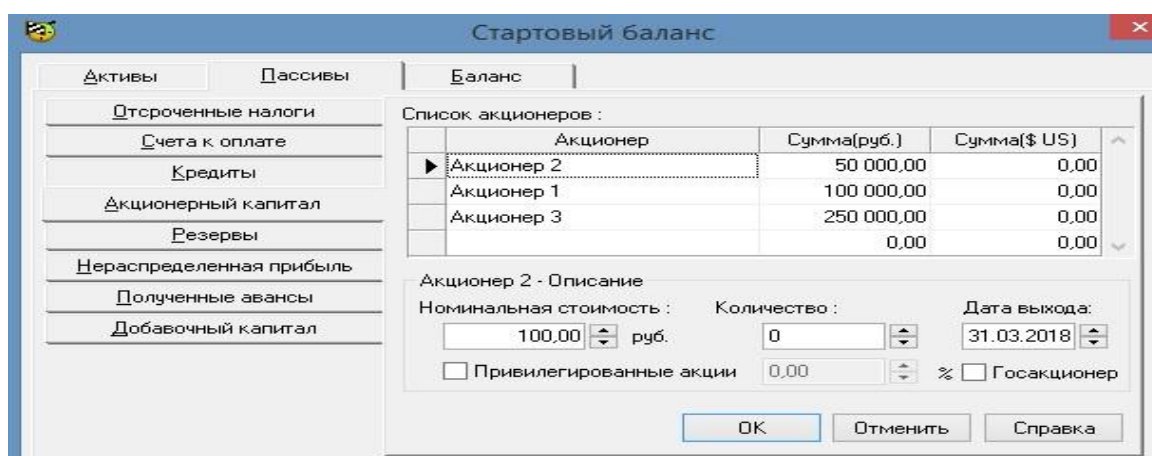 Стартовый баланс
Активы Пассивы Баланс
Отсроченные налоги
Счета к оплате
Кредиты
Акционерный капитал
Резервы
Нераспределенная прибыль
Полученные авансы
Добавочный капитал
Список акционеров :
Акционер Сумма(руб.) Сумма($ US)
Акционер 2 50 000,00 0,00
Акционер 1 100 000,00 0,00
Акционер 3 250 000,00 0,00
0,00 0,00
Акционер 2 - Описание
Номинальная стоимость : Количество : Дата выхода:
100,00 руб. 0 31.03.2018
Привилегированные акции 0,00 % Госакционер
OK Отменить Справка